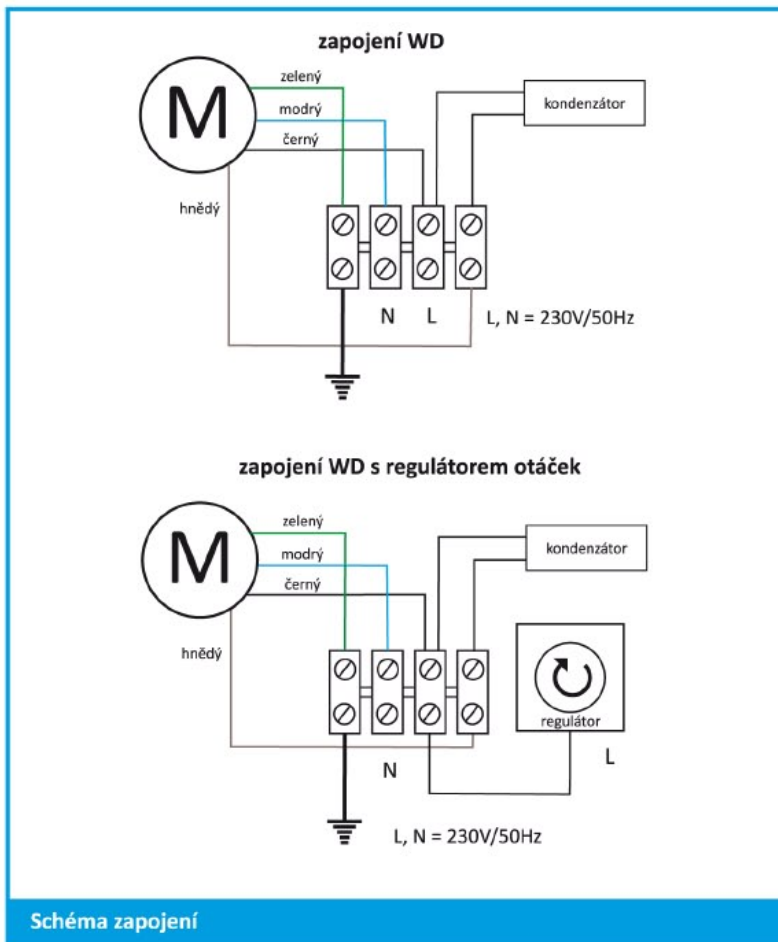 zapojení WD
M
zelený
modrý
černý
hnědý
kondenzátor
N L L, N = 230V/50Hz
zapojení WD s regulátorem otáček
M
zelený
modrý
černý
hnědý
kondenzátor
regulátor
N L
L, N = 230V/50Hz
Schéma zapojení